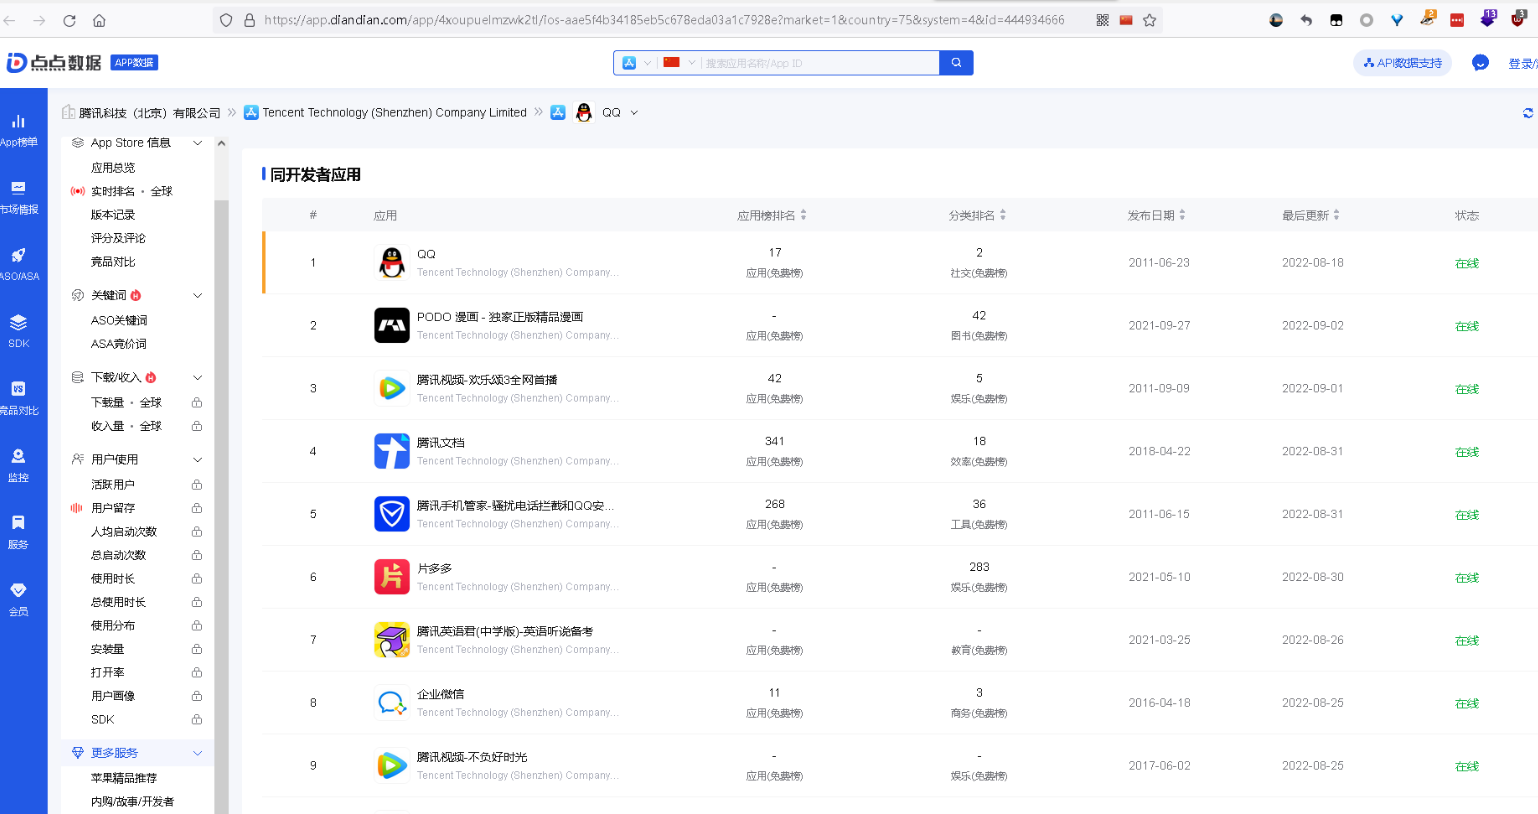 https://app.diandian.com/app/4xoupuelmzwk2tl/ios-aae5f4b34185eb5c678eda03a1c7928e?market=1&country=75&system=4&id=444934666
2
13
3
点点数据
APP数据
搜索应用名称/App ID
API数据支持
登录/
腾讯科技（北京）有限公司 » Tencent Technology (Shenzhen) Company Limited » QQ
App榜单
市场情报
ASO/ASA
SDK
VS
竞品对比
监控
服务
会员
App Store 信息
应用总览
实时排名 · 全球
版本记录
评分及评论
竞品对比
关键词
ASO关键词
ASA竞价词
下载/收入
下载量 · 全球
收入量 · 全球
用户使用
活跃用户
用户留存
人均启动次数
总启动次数
使用时长
总使用时长
使用分布
安装量
打开率
用户画像
SDK
更多服务
苹果精品推荐
内购/故事/开发者
同开发者应用
# 应用 应用榜排名 分类排名 发布日期 最后更新 状态
1 QQ 17 2 2011-06-23 2022-08-18 在线
Tencent Technology (Shenzhen) Company... 应用(免费榜) 社交(免费榜)
2 PODO 漫画 - 独家正版精品漫画 - 42 2021-09-27 2022-09-02 在线
Tencent Technology (Shenzhen) Company... 应用(免费榜) 图书(免费榜)
3 腾讯视频-欢乐颂3全网首播 42 5 2011-09-09 2022-09-01 在线
Tencent Technology (Shenzhen) Company... 应用(免费榜) 娱乐(免费榜)
4 腾讯文档 341 18 2018-04-22 2022-08-31 在线
Tencent Technology (Shenzhen) Company... 应用(免费榜) 效率(免费榜)
5 腾讯手机管家-骚扰电话拦截和QQ安... 268 36 2011-06-15 2022-08-31 在线
Tencent Technology (Shenzhen) Company... 应用(免费榜) 工具(免费榜)
片
6 片多多 - 283 2021-05-10 2022-08-30 在线
Tencent Technology (Shenzhen) Company... 应用(免费榜) 娱乐(免费榜)
7 腾讯英语君(中学版)-英语听说备考 - - 2021-03-25 2022-08-26 在线
Tencent Technology (Shenzhen) Company... 应用(免费榜) 教育(免费榜)
8 企业微信 11 3 2016-04-18 2022-08-25 在线
Tencent Technology (Shenzhen) Company... 应用(免费榜) 商务(免费榜)
9 腾讯视频-不负好时光 - - 2017-06-02 2022-08-25 在线
Tencent Technology (Shenzhen) Company... 应用(免费榜) 娱乐(免费榜)